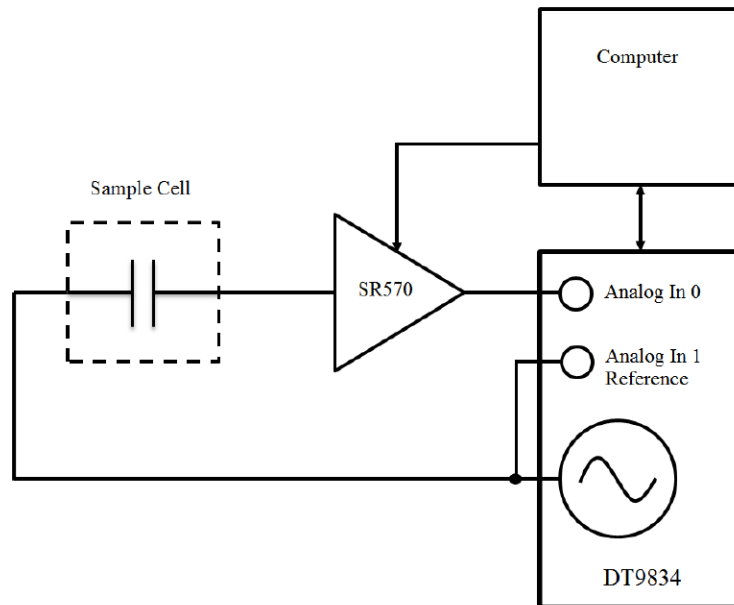 Computer
Sample Cell
SR570
Analog In 0
Analog In 1
Reference
DT9834